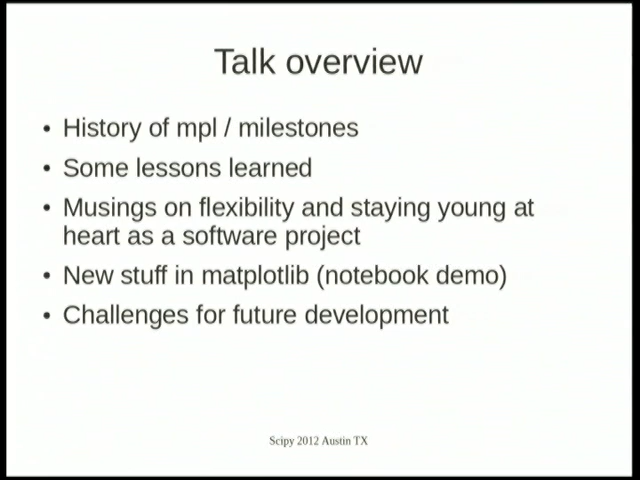 Talk overview
• History of mpl / milestones
• Some lessons learned
• Musings on flexibility and staying young at
heart as a software project
• New stuff in matplotlib (notebook demo)
• Challenges for future development
Scipy 2012 Austin TX